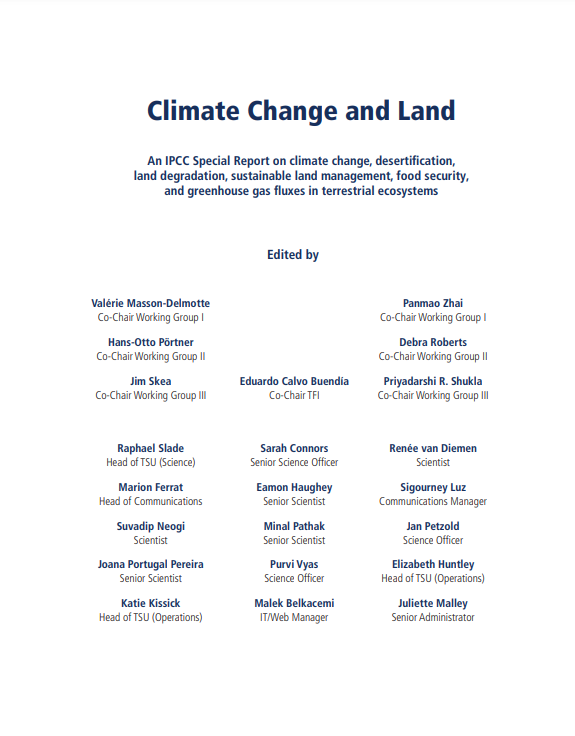 Climate Change and Land
An IPCC Special Report on climate change, desertification,
land degradation, sustainable land management, food security,
and greenhouse gas fluxes in terrestrial ecosystems
Edited by
Valérie Masson-Delmotte Panmao Zhai
Co-Chair Working Group I Co-Chair Working Group I
Hans-Otto Pörtner Debra Roberts
Co-Chair Working Group II Co-Chair Working Group II
Jim Skea Eduardo Calvo Buendía Priyadarshi R. Shukla
Co-Chair Working Group III Co-Chair TFI Co-Chair Working Group III
Raphael Slade Sarah Connors Renée van Diemen
Head of TSU (Science) Senior Science Officer Scientist
Marion Ferrat Eamon Haughey Sigourney Luz
Head of Communications Senior Scientist Communications Manager
Suvadip Neogi Minal Pathak Jan Petzold
Scientist Senior Scientist Science Officer
Joana Portugal Pereira Purvi Vyas Elizabeth Huntley
Senior Scientist Science Officer Head of TSU (Operations)
Katie Kissick Malek Belkacemi Juliette Malley
Head of TSU (Operations) IT/Web Manager Senior Administrator